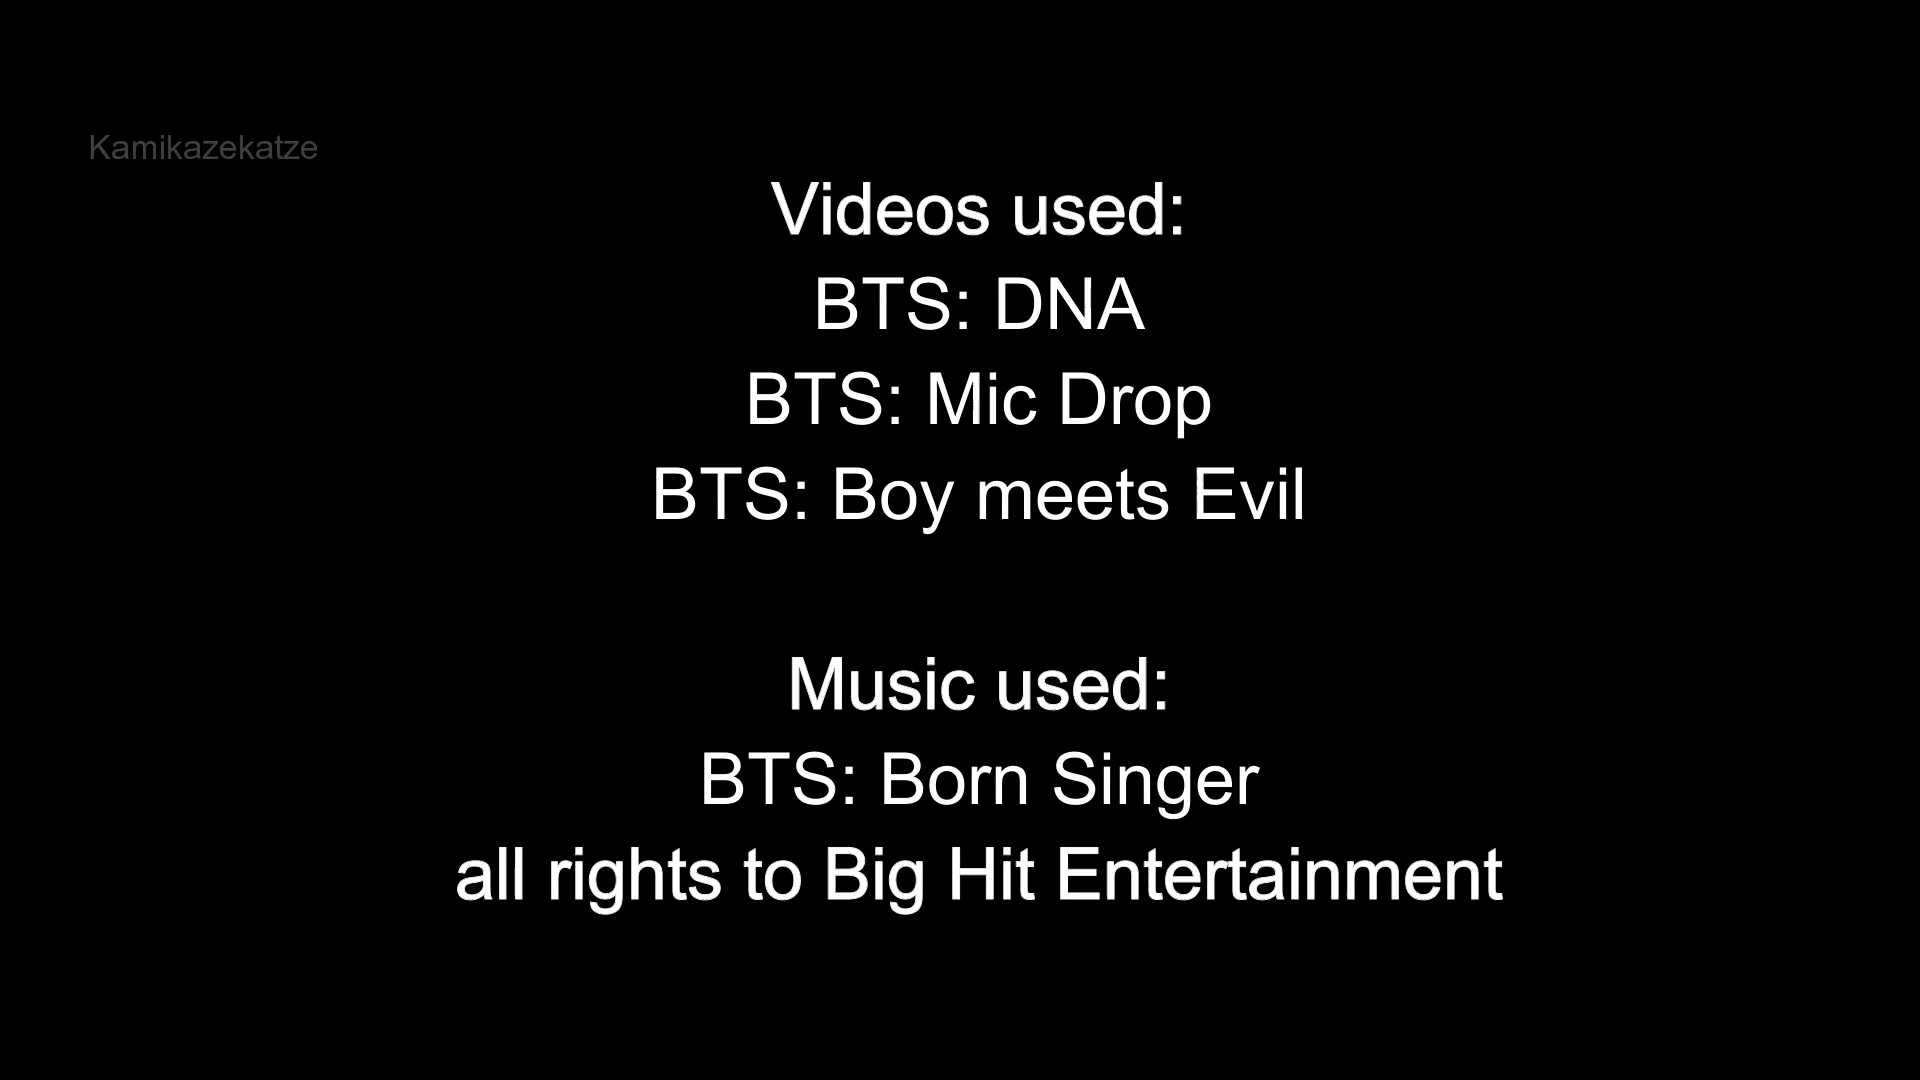 Kamikazekatze
Videos used:
BTS: DNA
BTS: Mic Drop
BTS: Boy meets Evil
Music used:
BTS: Born Singer
all rights to Big Hit Entertainment